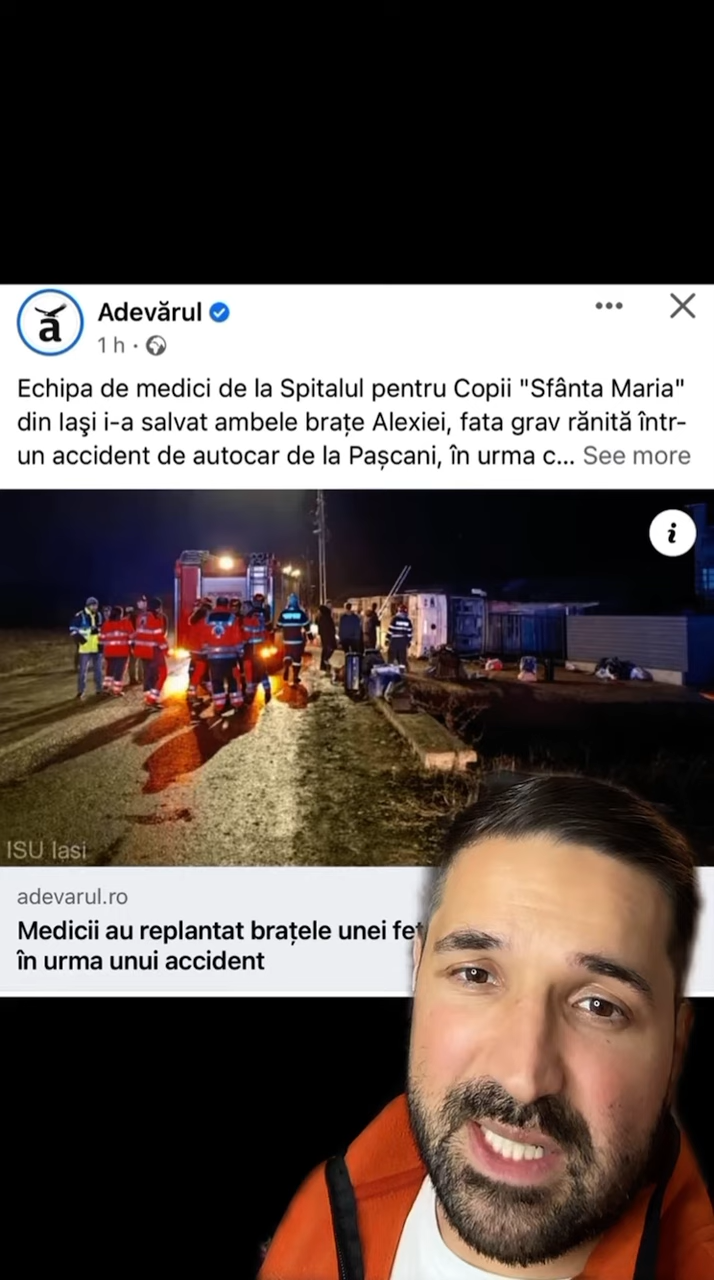 Adevărul
1 h
Echipa de medici de la Spitalul pentru Copii "Sfânta Maria"
din Iaşi i-a salvat ambele brațe Alexiei, fata grav rănită într-
un accident de autocar de la Pașcani, în urma c... See more
i
ISU Iasi
adevarul.ro
Medicii au replantat brațele unei
în urma unui accident